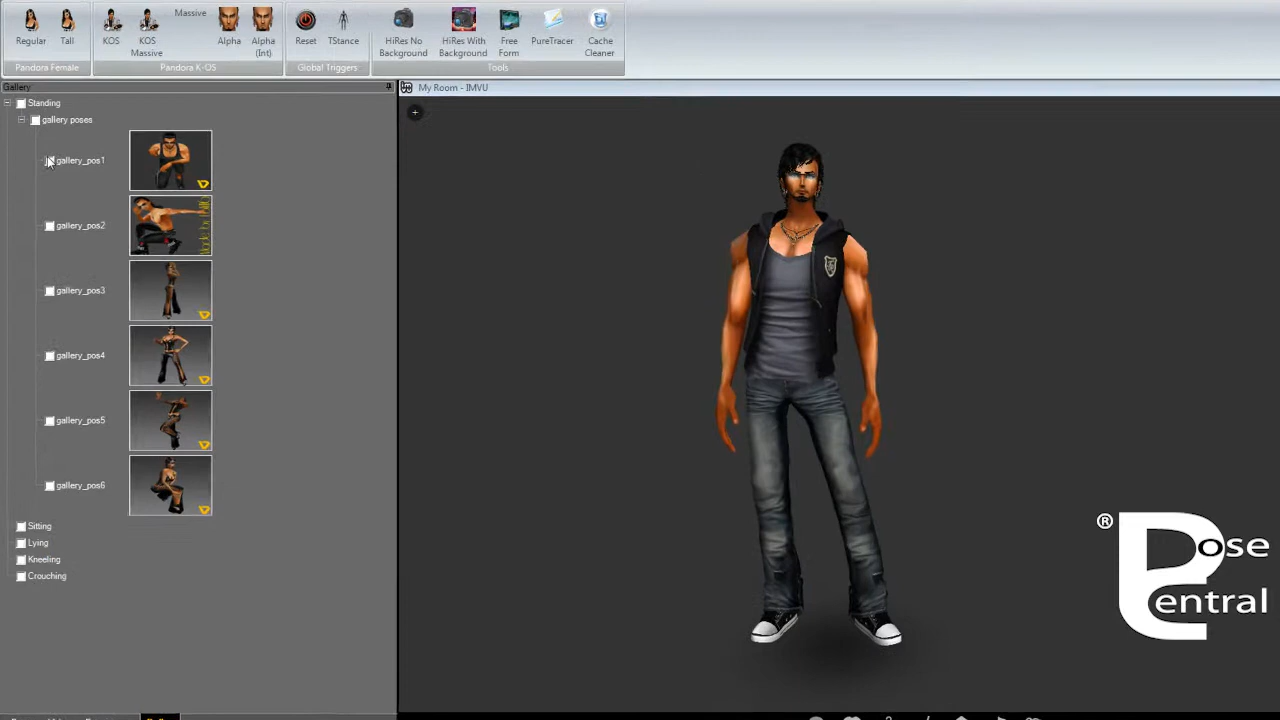 Massive
Regular Tall KOS KOS Massive Alpha Alpha (Int) Reset TStance HiRes No Background HiRes With Background Free Form PureTracer Cache Cleaner
Pandora Female Pandora K-OS Global Triggers Tools
Gallery
My Room - IMVU
Standing
gallery poses
gallery_pos1
gallery_pos2
gallery_pos3
gallery_pos4
gallery_pos5
gallery_pos6
Sitting
Lying
Kneeling
Crouching
® Pose
Central